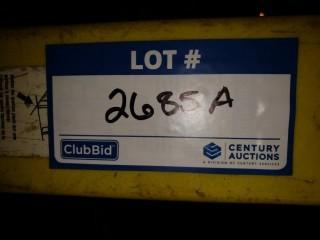 LOT #
2685A
ClubBid
CENTURY
AUCTIONS
A DIVISION OF CENTURY SERVICES